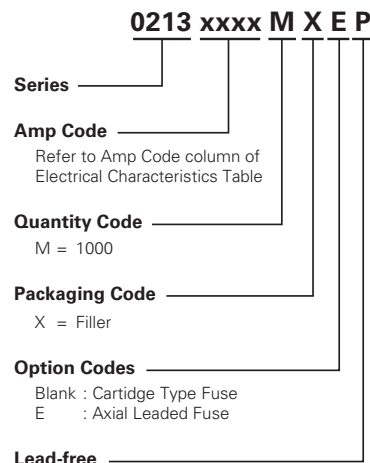 0213 xxxx M X E P
Series
Amp Code
Refer to Amp Code column of
Electrical Characteristics Table
Quantity Code
M = 1000
Packaging Code
X = Filler
Option Codes
Blank : Cartidge Type Fuse
E : Axial Leaded Fuse
Lead-free